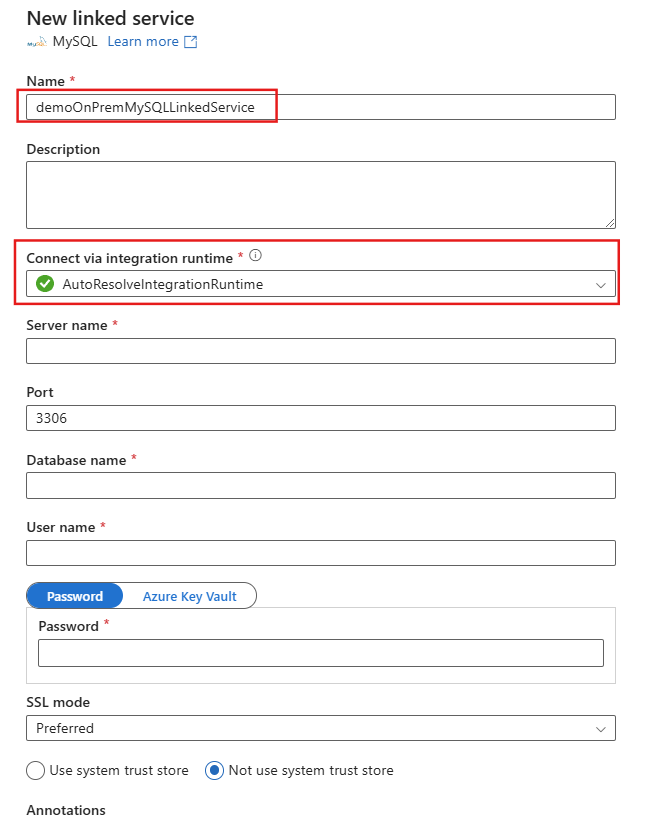 New linked service
MySQL Learn more
Name *
demoOnPremMySQLLinkedService
Description
Connect via integration runtime *
AutoResolveIntegrationRuntime
Server name *
Port
3306
Database name *
User name *
Password Azure Key Vault
Password *
SSL mode
Preferred
Use system trust store Not use system trust store
Annotations